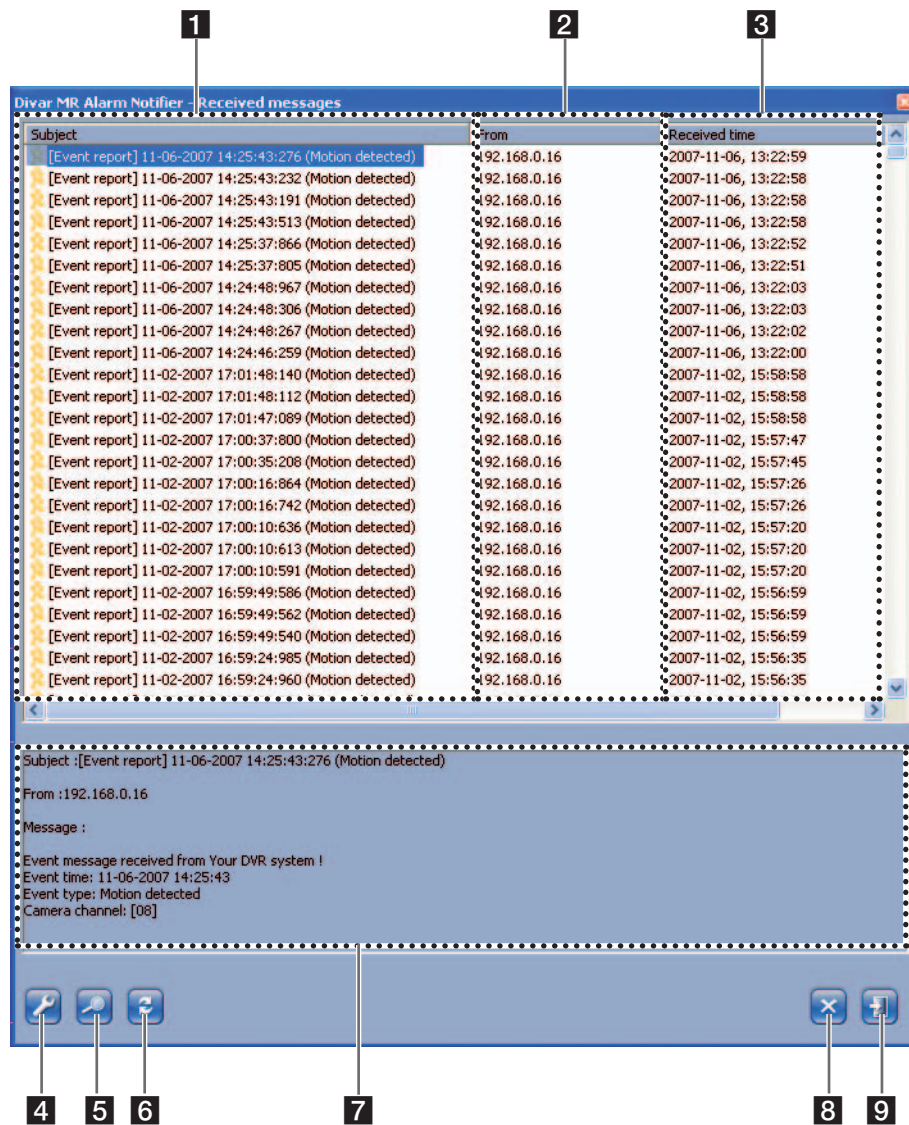 1 2 3
Divar MR Alarm Notifier - Received messages
Subject From Received time
[Event report] 11-06-2007 14:25:43:276 (Motion detected) 192.168.0.16 2007-11-06, 13:22:59
[Event report] 11-06-2007 14:25:43:232 (Motion detected) 192.168.0.16 2007-11-06, 13:22:58
[Event report] 11-06-2007 14:25:43:191 (Motion detected) 192.168.0.16 2007-11-06, 13:22:58
[Event report] 11-06-2007 14:25:43:513 (Motion detected) 192.168.0.16 2007-11-06, 13:22:58
[Event report] 11-06-2007 14:25:37:866 (Motion detected) 192.168.0.16 2007-11-06, 13:22:52
[Event report] 11-06-2007 14:25:37:805 (Motion detected) 192.168.0.16 2007-11-06, 13:22:51
[Event report] 11-06-2007 14:24:48:967 (Motion detected) 192.168.0.16 2007-11-06, 13:22:03
[Event report] 11-06-2007 14:24:48:306 (Motion detected) 192.168.0.16 2007-11-06, 13:22:03
[Event report] 11-06-2007 14:24:48:267 (Motion detected) 192.168.0.16 2007-11-06, 13:22:02
[Event report] 11-06-2007 14:24:46:259 (Motion detected) 192.168.0.16 2007-11-06, 13:22:00
[Event report] 11-02-2007 17:01:48:140 (Motion detected) 192.168.0.16 2007-11-02, 15:58:58
[Event report] 11-02-2007 17:01:48:112 (Motion detected) 192.168.0.16 2007-11-02, 15:58:58
[Event report] 11-02-2007 17:01:47:089 (Motion detected) 192.168.0.16 2007-11-02, 15:58:58
[Event report] 11-02-2007 17:00:37:800 (Motion detected) 192.168.0.16 2007-11-02, 15:57:47
[Event report] 11-02-2007 17:00:35:208 (Motion detected) 192.168.0.16 2007-11-02, 15:57:45
[Event report] 11-02-2007 17:00:16:864 (Motion detected) 192.168.0.16 2007-11-02, 15:57:26
[Event report] 11-02-2007 17:00:16:742 (Motion detected) 192.168.0.16 2007-11-02, 15:57:26
[Event report] 11-02-2007 17:00:10:636 (Motion detected) 192.168.0.16 2007-11-02, 15:57:20
[Event report] 11-02-2007 17:00:10:613 (Motion detected) 192.168.0.16 2007-11-02, 15:57:20
[Event report] 11-02-2007 17:00:10:591 (Motion detected) 192.168.0.16 2007-11-02, 15:57:20
[Event report] 11-02-2007 16:59:49:586 (Motion detected) 192.168.0.16 2007-11-02, 15:56:59
[Event report] 11-02-2007 16:59:49:562 (Motion detected) 192.168.0.16 2007-11-02, 15:56:59
[Event report] 11-02-2007 16:59:49:540 (Motion detected) 192.168.0.16 2007-11-02, 15:56:59
[Event report] 11-02-2007 16:59:24:985 (Motion detected) 192.168.0.16 2007-11-02, 15:56:35
[Event report] 11-02-2007 16:59:24:960 (Motion detected) 192.168.0.16 2007-11-02, 15:56:35
Subject :[Event report] 11-06-2007 14:25:43:276 (Motion detected)
From :192.168.0.16
Message :
Event message received from Your DVR system !
Event time: 11-06-2007 14:25:43
Event type: Motion detected
Camera channel: [08]
4 5 6 7 8 9